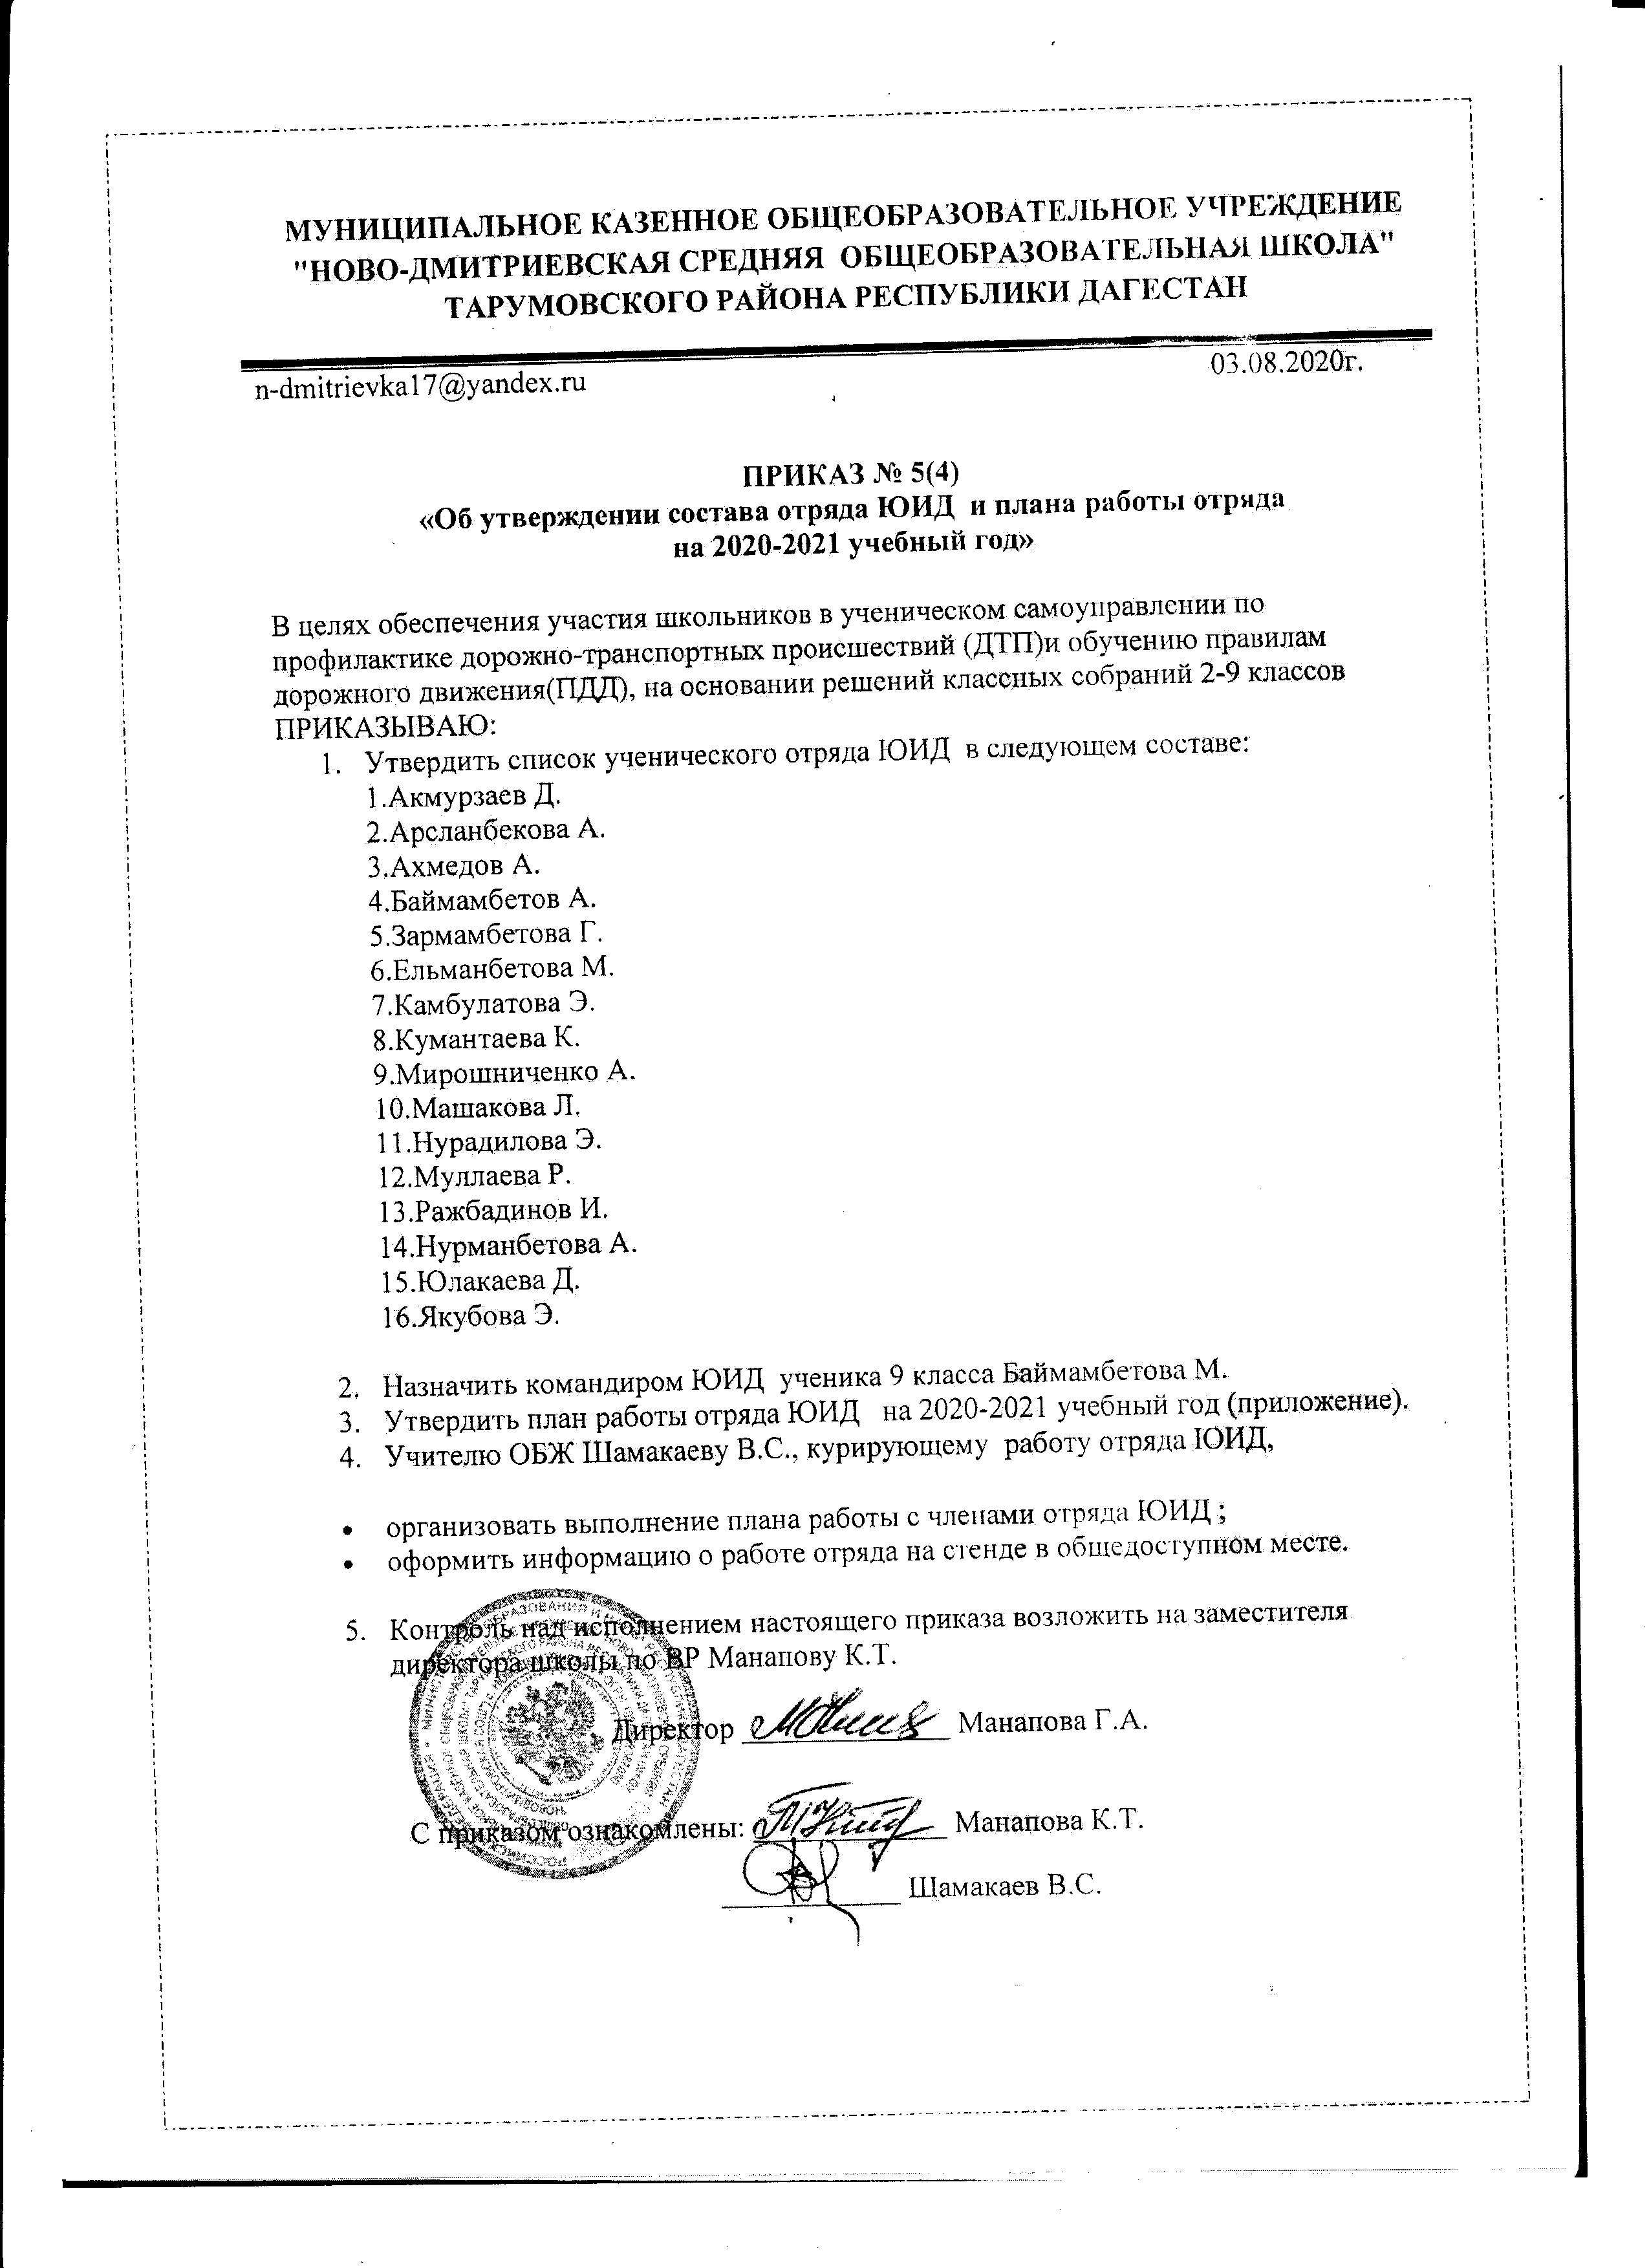 МУНИЦИПАЛЬНОЕ КАЗЕННОЕ ОБЩЕОБРАЗОВАТЕЛЬНОЕ УЧРЕЖДЕНИЕ
"НОВО-ДМИТРИЕВСКАЯ СРЕДНЯЯ ОБЩЕОБРАЗОВАТЕЛЬНАЯ ШКОЛА"
ТАРУМОВСКОГО РАЙОНА РЕСПУБЛИКИ ДАГЕСТАН
n-dmitrievka17@yandex.ru 03.08.2020г.
ПРИКАЗ № 5(4)
«Об утверждении состава отряда ЮИД и плана работы отряда
на 2020-2021 учебный год»
В целях обеспечения участия школьников в ученическом самоуправлении по
профилактике дорожно-транспортных происшествий (ДТП)и обучению правилам
дорожного движения(ПДД), на основании решений классных собраний 2-9 классов
ПРИКАЗЫВАЮ:
1. Утвердить список ученического отряда ЮИД в следующем составе:
1.Акмурзаев Д.
2.Арсланбекова А.
3.Ахмедов А.
4.Баймамбетов А.
5.Зармамбетова Г.
6.Ельманбетова М.
7.Камбулатова Э.
8.Кумантаева К.
9.Мирошниченко А.
10.Машакова Л.
11.Нурадилова Э.
12.Муллаева Р.
13.Ражбадинов И.
14.Нурманбетова А.
15.Юлакаева Д.
16.Якубова Э.
2. Назначить командиром ЮИД ученика 9 класса Баймамбетова М.
3. Утвердить план работы отряда ЮИД на 2020-2021 учебный год (приложение).
4. Учителю ОБЖ Шамакаеву В.С., курирующему работу отряда ЮИД,
• организовать выполнение плана работы с членами отряда ЮИД ;
• оформить информацию о работе отряда на стенде в общедоступном месте.
5. Контроль над исполнением настоящего приказа возложить на заместителя
директора школы по ВР Манапову К.Т.
Директор Манапова Г.А.
С приказом ознакомлены: Манапова К.Т.
Шамакаев В.С.